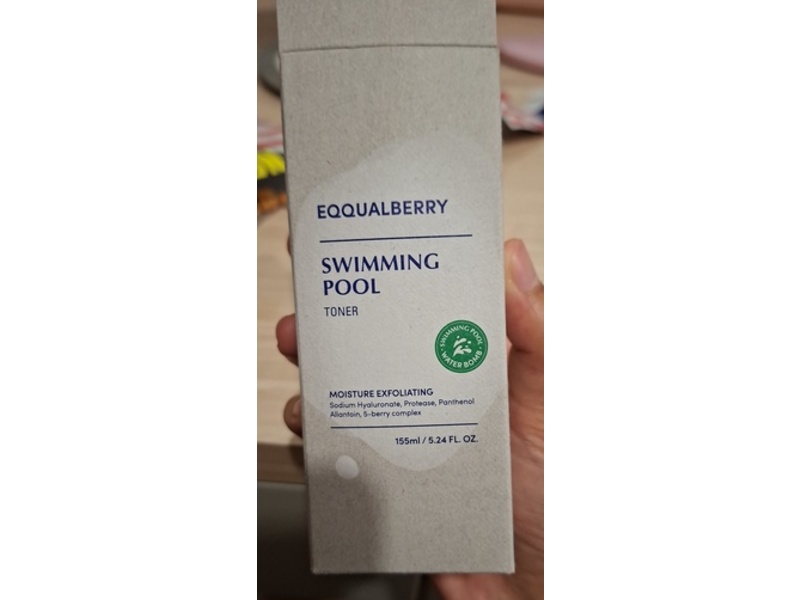 EQQUALBERRY
SWIMMING
POOL
TONER
SWIMMING POOL
WATER BOMB
MOISTURE EXFOLIATING
Sodium Hyaluronate, Protease, Panthenol
Allantoin, 5-berry complex
155ml / 5.24 FL. OZ.